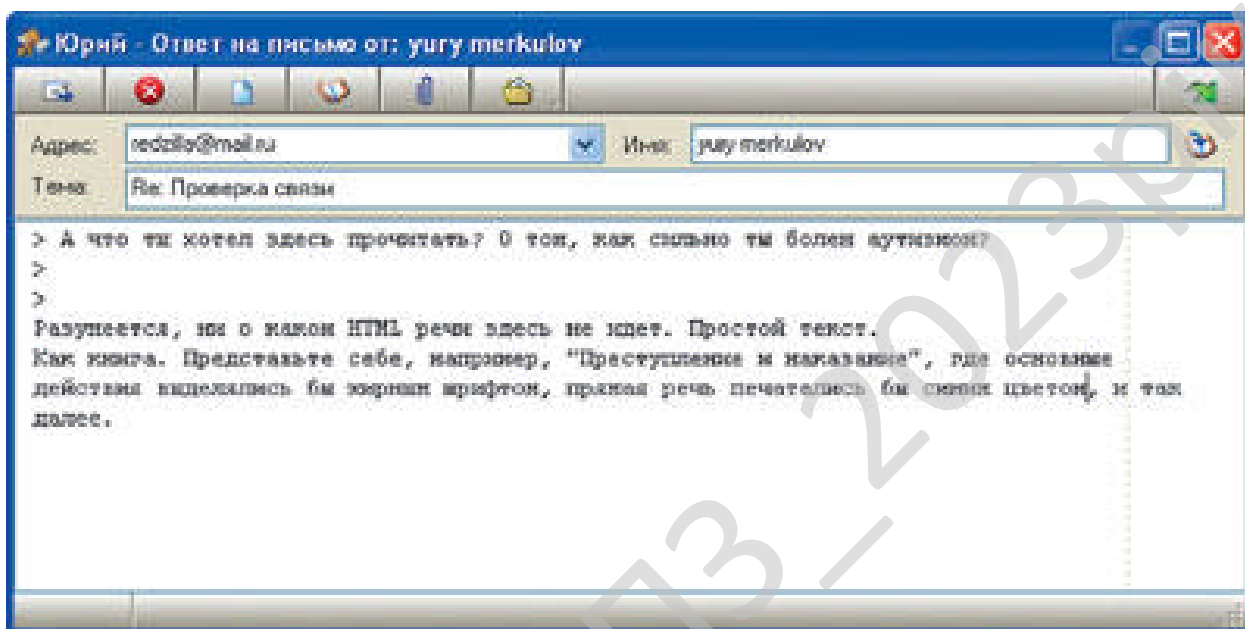 Юрий - Ответ на письмо от: yury merkulov
Адрес: redzilla@mail.ru Имя: yury merkulov
Тема: Re: Проверка связи
> А что ты хотел здесь прочитать? О том, как сильно ты болен аутизмом?
>
>
Разумеется, ни о каком HTML речи здесь не идет. Простой текст.
Как книга. Представьте себе, например, "Преступление и наказание", где основные
действия выделялись бы жирным шрифтом, прямая речь печаталась бы синим цветом, и так
далее.